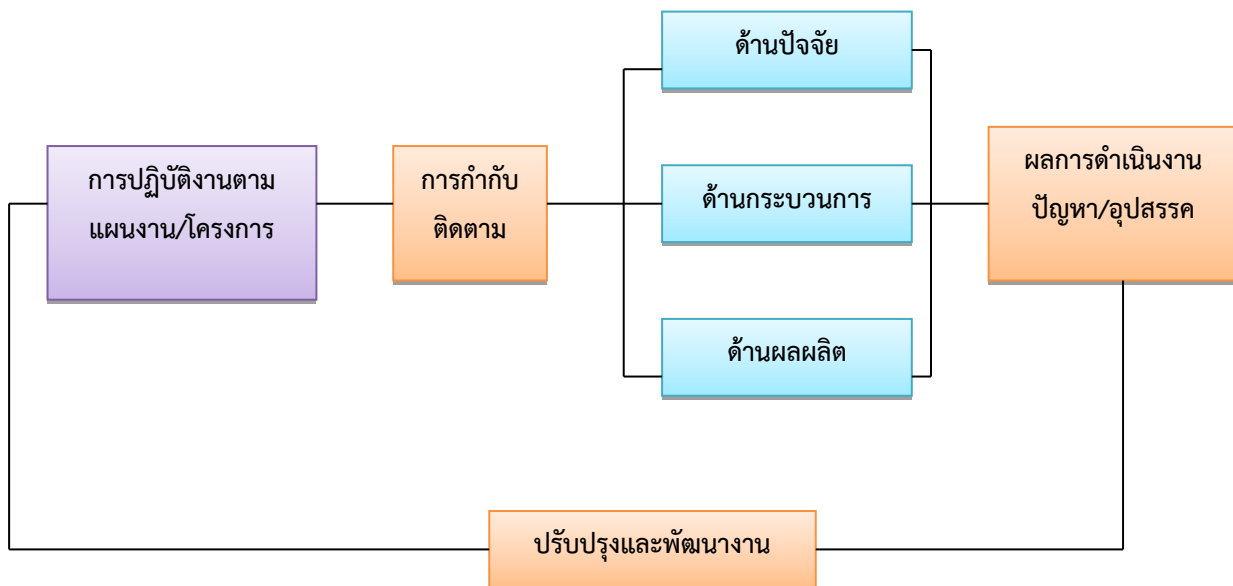 การปฏิบัติงานตาม
แผนงาน/โครงการ
การกำกับ
ติดตาม
ด้านปัจจัย
ด้านกระบวนการ
ด้านผลผลิต
ผลการดำเนินงาน
ปัญหา/อุปสรรค
ปรับปรุงและพัฒนางาน